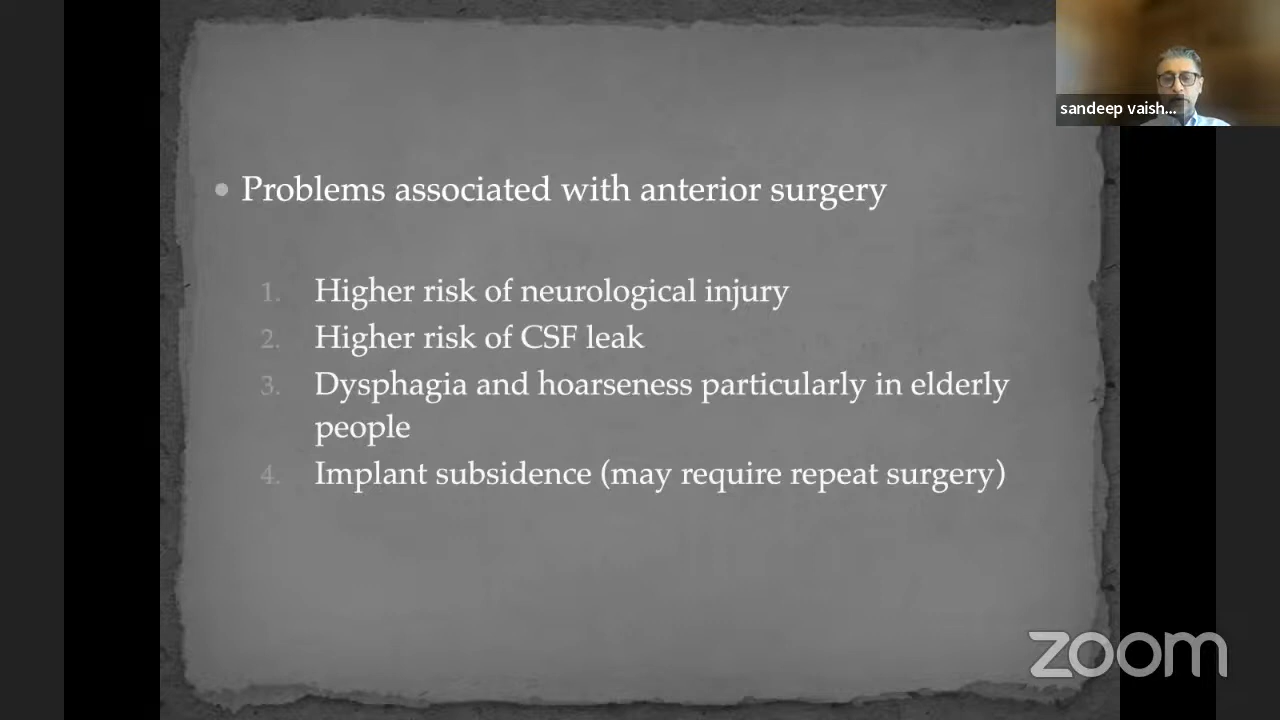 sandeep vaish...
• Problems associated with anterior surgery
1. Higher risk of neurological injury
2. Higher risk of CSF leak
3. Dysphagia and hoarseness particularly in elderly
people
4. Implant subsidence (may require repeat surgery)
zoom